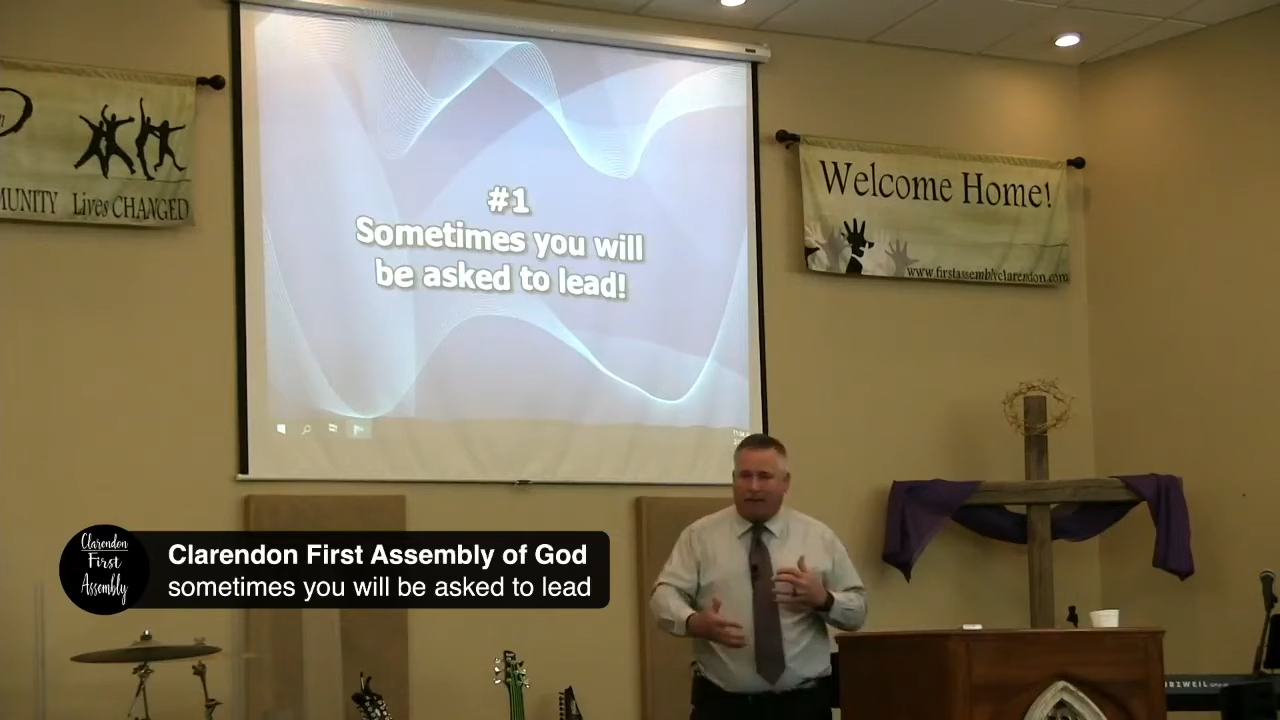 MUNITY Lives CHANGED
#1
Sometimes you will
be asked to lead!
Welcome Home!
www.firstassemblyclarendon.com
Clarendon
First
Assembly
Clarendon First Assembly of God
sometimes you will be asked to lead